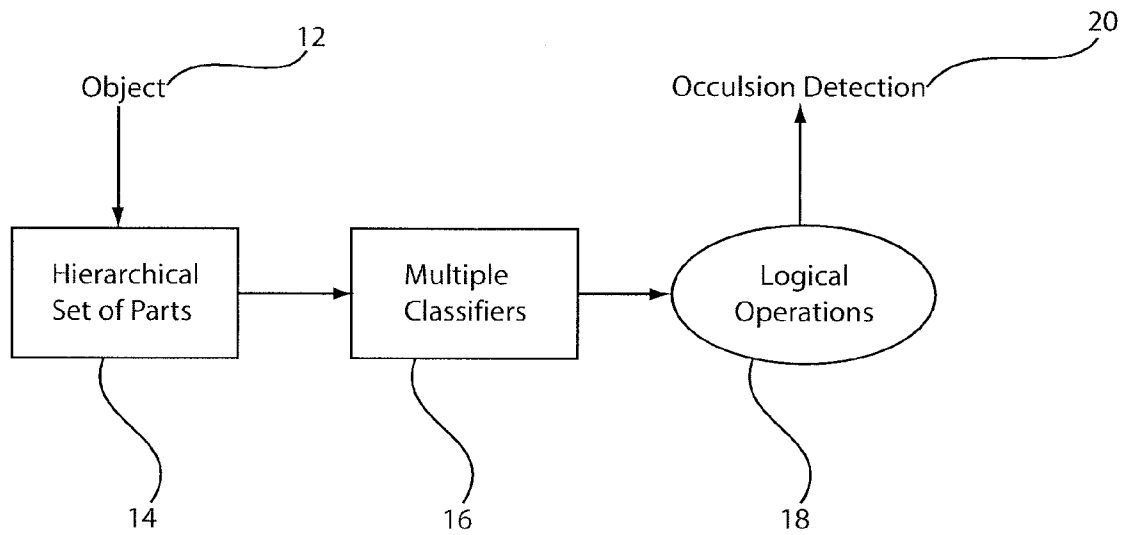 12
20
Object
Occulsion Detection
Hierarchical
Set of Parts
Multiple
Classifiers
Logical
Operations
14
16
18